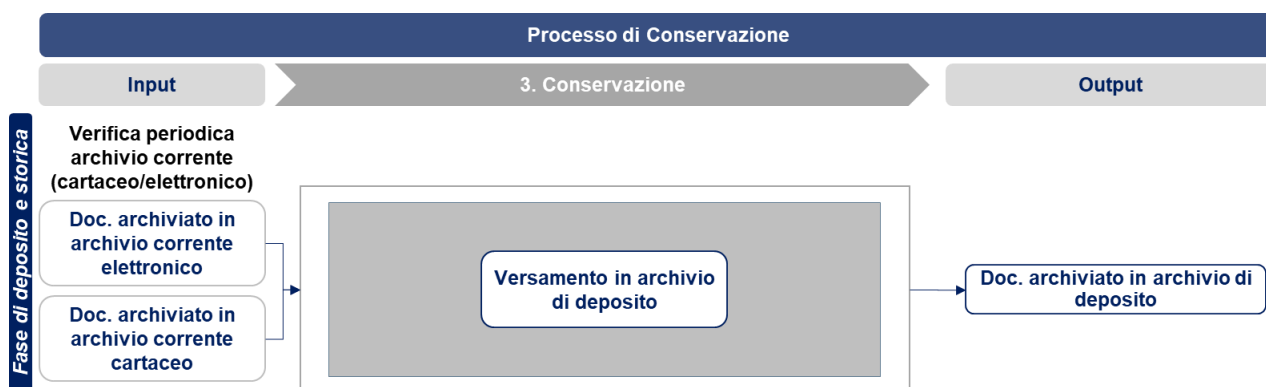 Processo di Conservazione
Input
3. Conservazione
Output
Fase di deposito e storica
Verifica periodica
archivio corrente
(cartaceo/elettronico)
Doc. archiviato in
archivio corrente
elettronico
Doc. archiviato in
archivio corrente
cartaceo
Versamento in archivio
di deposito
Doc. archiviato in archivio di
deposito